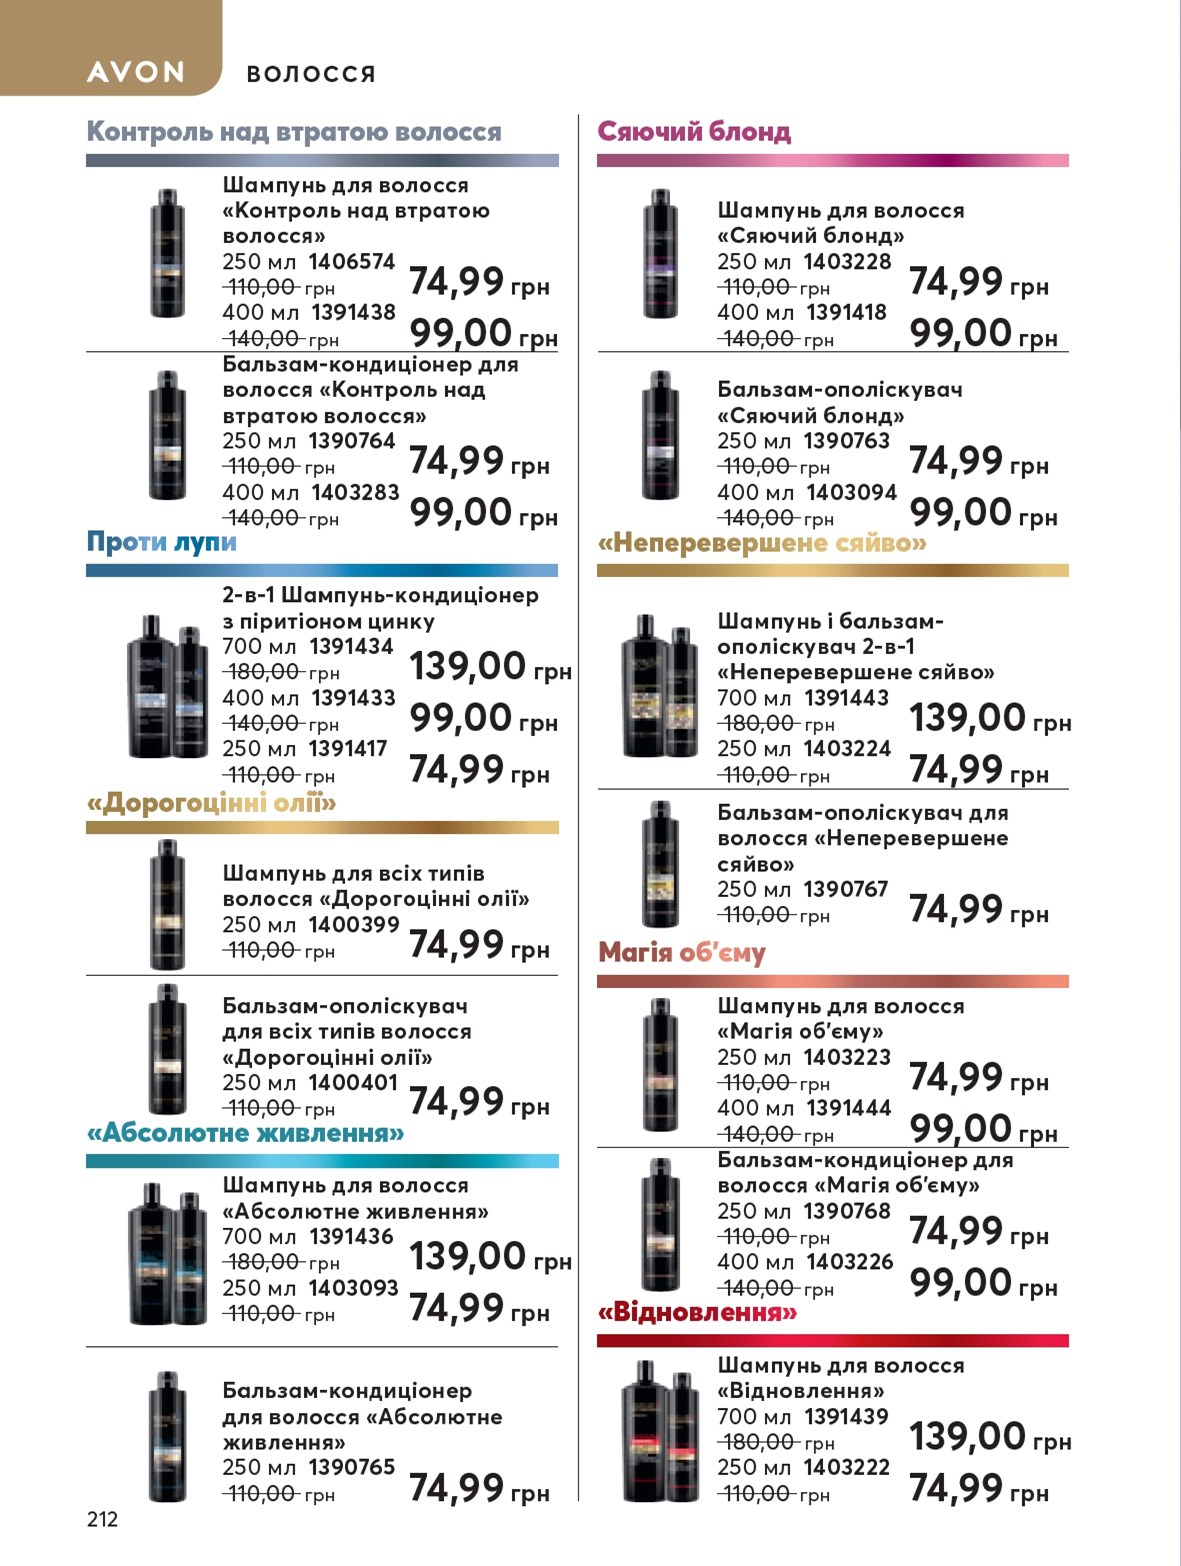 AVON
ВОЛОССЯ
Контроль над втратою волосся
Шампунь для волосся
«Контроль над втратою
волосся»
250 мл 1406574
110,00 грн 74,99 грн
400 мл 1391438
140,00 грн 99,00 грн
Бальзам-кондиціонер для
волосся «Контроль над
втратою волосся»
250 мл 1390764
110,00 грн 74,99 грн
400 мл 1403283
140,00 грн 99,00 грн
Проти лупи
2-в-1 Шампунь-кондиціонер
з піритіоном цинку
700 мл 1391434
180,00 грн 139,00 грн
400 мл 1391433
140,00 грн 99,00 грн
250 мл 1391417
110,00 грн 74,99 грн
«Дорогоцінні олії»
Шампунь для всіх типів
волосся «Дорогоцінні олії»
250 мл 1400399
110,00 грн 74,99 грн
Бальзам-ополіскувач
для всіх типів волосся
«Дорогоцінні олії»
250 мл 1400401
110,00 грн 74,99 грн
«Абсолютне живлення»
Шампунь для волосся
«Абсолютне живлення»
700 мл 1391436
180,00 грн 139,00 грн
250 мл 1403093
110,00 грн 74,99 грн
Бальзам-кондиціонер
для волосся «Абсолютне
живлення»
250 мл 1390765
110,00 грн 74,99 грн
212
Сяючий блонд
Шампунь для волосся
«Сяючий блонд»
250 мл 1403228
110,00 грн 74,99 грн
400 мл 1391418
140,00 грн 99,00 грн
Бальзам-ополіскувач
«Сяючий блонд»
250 мл 1390763
110,00 грн 74,99 грн
400 мл 1403094
140,00 грн 99,00 грн
«Неперевершене сяйво»
Шампунь і бальзам-
ополіскувач 2-в-1
«Неперевершене сяйво»
700 мл 1391443
180,00 грн 139,00 грн
250 мл 1403224
110,00 грн 74,99 грн
Бальзам-ополіскувач для
волосся «Неперевершене
сяйво»
250 мл 1390767
110,00 грн 74,99 грн
Магія об'єму
Шампунь для волосся
«Магія об'єму»
250 мл 1403223
110,00 грн 74,99 грн
400 мл 1391444
140,00 грн 99,00 грн
Бальзам-кондиціонер для
волосся «Магія об'єму»
250 мл 1390768
110,00 грн 74,99 грн
400 мл 1403226
140,00 грн 99,00 грн
«Відновлення»
Шампунь для волосся
«Відновлення»
700 мл 1391439
180,00 грн 139,00 грн
250 мл 1403222
110,00 грн 74,99 грн